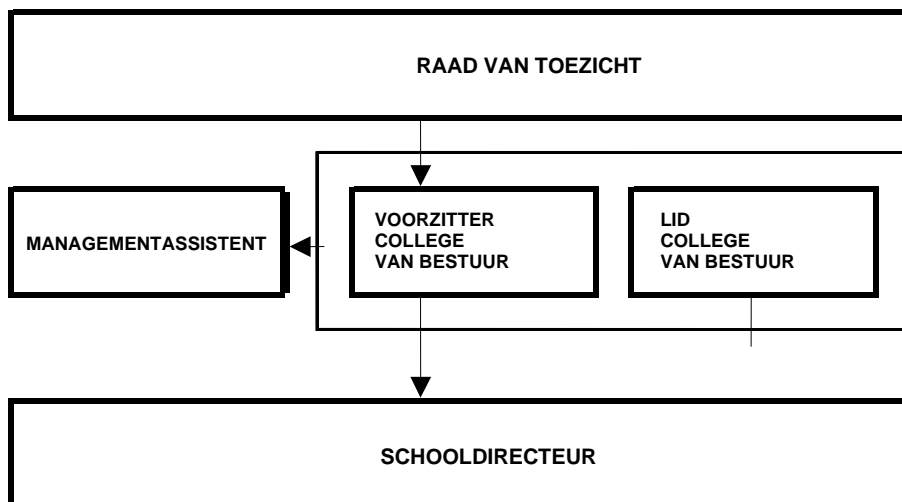 RAAD VAN TOEZICHT
MANAGEMENTASSISTENT
VOORZITTER
COLLEGE
VAN BESTUUR
LID
COLLEGE
VAN BESTUUR
SCHOOLDIRECTEUR